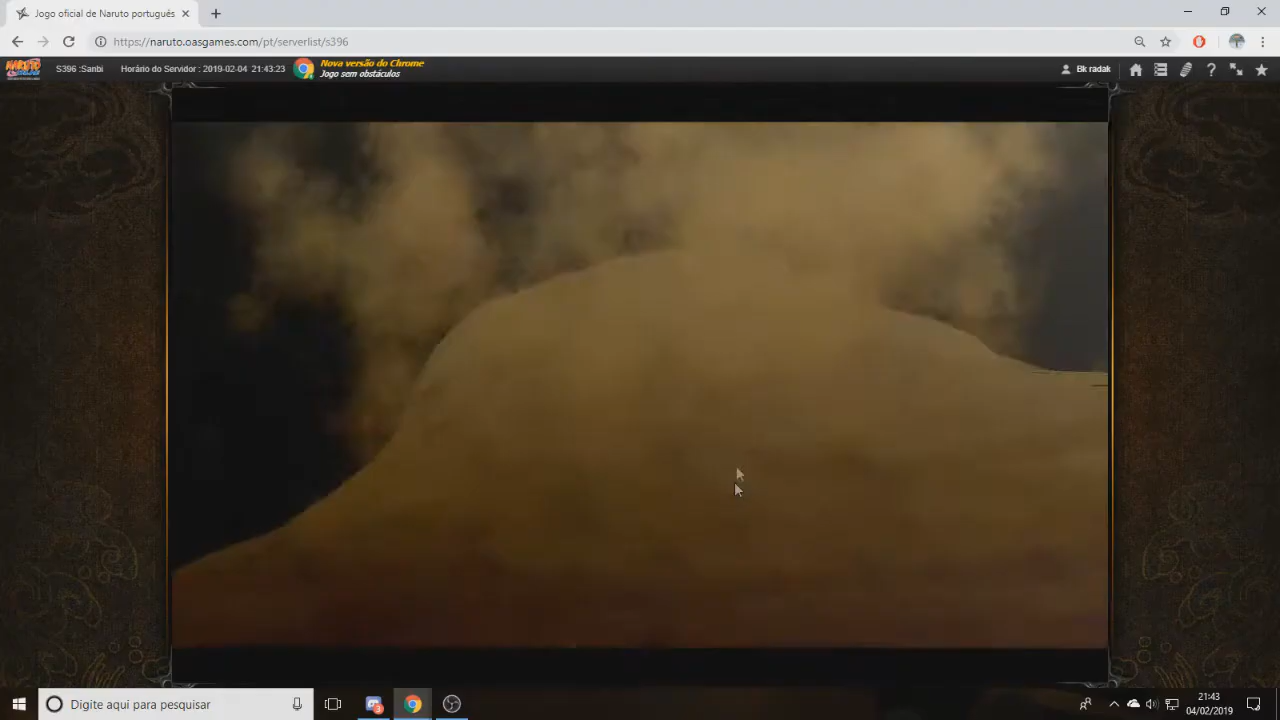 Jogo oficial de Naruto português
https://naruto.oasgames.com/pt/serverlist/s396
S396 :Sanbi
Horário do Servidor : 2019-02-04 21:43:23
Nova versão do Chrome
Jogo sem obstáculos
Bk radak
Digite aqui para pesquisar
21:43
04/02/2019